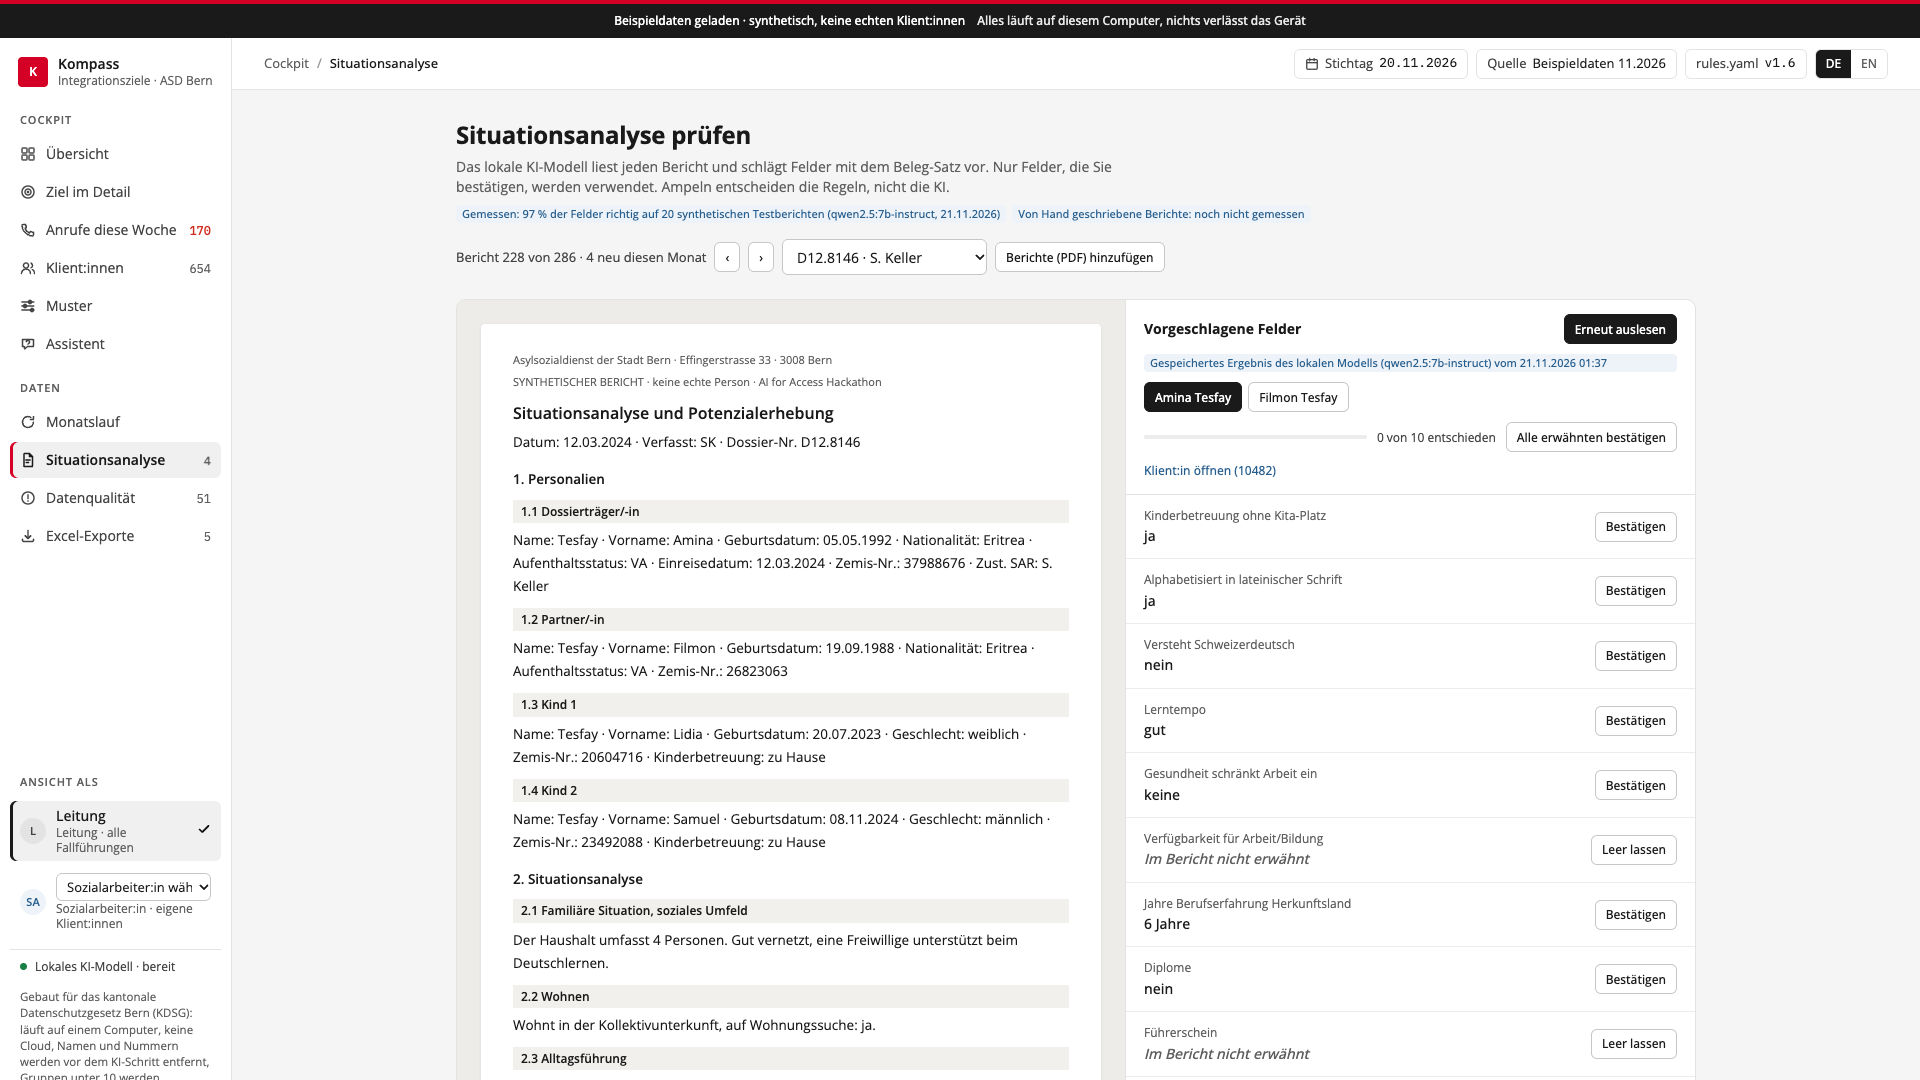 Beispieldaten geladen · synthetisch, keine echten Klient:innen Alles läuft auf diesem Computer, nichts verlässt das Gerät
K
Kompass
Integrationsziele · ASD Bern
COCKPIT
Übersicht
Ziel im Detail
Anrufe diese Woche 170
Klient:innen 654
Muster
Assistent
DATEN
Monatslauf
Situationsanalyse 4
Datenqualität 51
Excel-Exporte 5
ANSICHT ALS
L
Leitung
Leitung · alle
Fallführungen
SA
Sozialarbeiter:in wäh
Sozialarbeiter:in · eigene
Klient:innen
Lokales KI-Modell · bereit
Gebaut für das kantonale
Datenschutzgesetz Bern (KDSG):
läuft auf einem Computer, keine
Cloud, Namen und Nummern
werden vor dem KI-Schritt entfernt,
Gruppen unter 10 werden
Cockpit / Situationsanalyse
Stichtag 20.11.2026
Quelle Beispieldaten 11.2026
rules.yaml v1.6
DE EN
Situationsanalyse prüfen
Das lokale KI-Modell liest jeden Bericht und schlägt Felder mit dem Beleg-Satz vor. Nur Felder, die Sie
bestätigen, werden verwendet. Ampeln entscheiden die Regeln, nicht die KI.
Gemessen: 97 % der Felder richtig auf 20 synthetischen Testberichten (qwen2.5:7b-instruct, 21.11.2026) Von Hand geschriebene Berichte: noch nicht gemessen
Bericht 228 von 286 · 4 neu diesen Monat ‹ › D12.8146 · S. Keller Berichte (PDF) hinzufügen
Asylsozialdienst der Stadt Bern · Effingerstrasse 33 · 3008 Bern
SYNTHETISCHER BERICHT · keine echte Person · AI for Access Hackathon
Situationsanalyse und Potenzialerhebung
Datum: 12.03.2024 · Verfasst: SK · Dossier-Nr. D12.8146
1. Personalien
1.1 Dossierträger/-in
Name: Tesfay · Vorname: Amina · Geburtsdatum: 05.05.1992 · Nationalität: Eritrea ·
Aufenthaltsstatus: VA · Einreisedatum: 12.03.2024 · Zemis-Nr.: 37988676 · Zust. SAR: S.
Keller
1.2 Partner/-in
Name: Tesfay · Vorname: Filmon · Geburtsdatum: 19.09.1988 · Nationalität: Eritrea ·
Aufenthaltsstatus: VA · Zemis-Nr.: 26823063
1.3 Kind 1
Name: Tesfay · Vorname: Lidia · Geburtsdatum: 20.07.2023 · Geschlecht: weiblich ·
Zemis-Nr.: 20604716 · Kinderbetreuung: zu Hause
1.4 Kind 2
Name: Tesfay · Vorname: Samuel · Geburtsdatum: 08.11.2024 · Geschlecht: männlich ·
Zemis-Nr.: 23492088 · Kinderbetreuung: zu Hause
2. Situationsanalyse
2.1 Familiäre Situation, soziales Umfeld
Der Haushalt umfasst 4 Personen. Gut vernetzt, eine Freiwillige unterstützt beim
Deutschlernen.
2.2 Wohnen
Wohnt in der Kollektivunterkunft, auf Wohnungssuche: ja.
2.3 Alltagsführung
Vorgeschlagene Felder
Erneut auslesen
Gespeichertes Ergebnis des lokalen Modells (qwen2.5:7b-instruct) vom 21.11.2026 01:37
Amina Tesfay Filmon Tesfay
0 von 10 entschieden Alle erwähnten bestätigen
Klient:in öffnen (10482)
Kinderbetreuung ohne Kita-Platz
ja
Bestätigen
Alphabetisiert in lateinischer Schrift
ja
Bestätigen
Versteht Schweizerdeutsch
nein
Bestätigen
Lerntempo
gut
Bestätigen
Gesundheit schränkt Arbeit ein
keine
Bestätigen
Verfügbarkeit für Arbeit/Bildung
Im Bericht nicht erwähnt
Leer lassen
Jahre Berufserfahrung Herkunftsland
6 Jahre
Bestätigen
Diplome
nein
Bestätigen
Führerschein
Im Bericht nicht erwähnt
Leer lassen